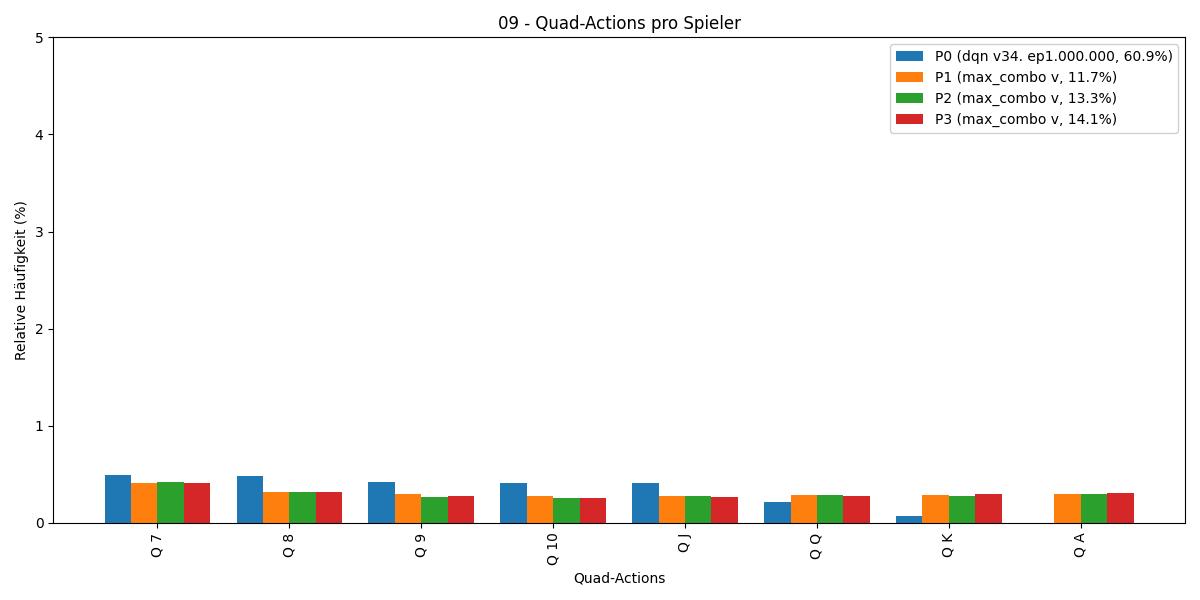 09 - Quad-Actions pro Spieler
P0 (dqn v34. ep1.000.000, 60.9%)
P1 (max_combo v, 11.7%)
P2 (max_combo v, 13.3%)
P3 (max_combo v, 14.1%)
Relative Häufigkeit (%)
5
4
3
2
1
0
Q 7
Q 8
Q 9
Q 10
Q J
Q Q
Q K
Q A
Quad-Actions